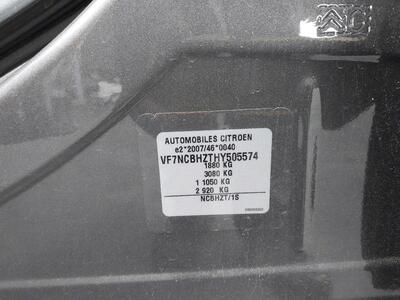 AUTOMOBILES CITROEN
e2*2007/46*0040
VF7NCBHZTHY505574
1880 KG
3080 KG
1 1050 KG
2 920 KG
NCBHZT/1S